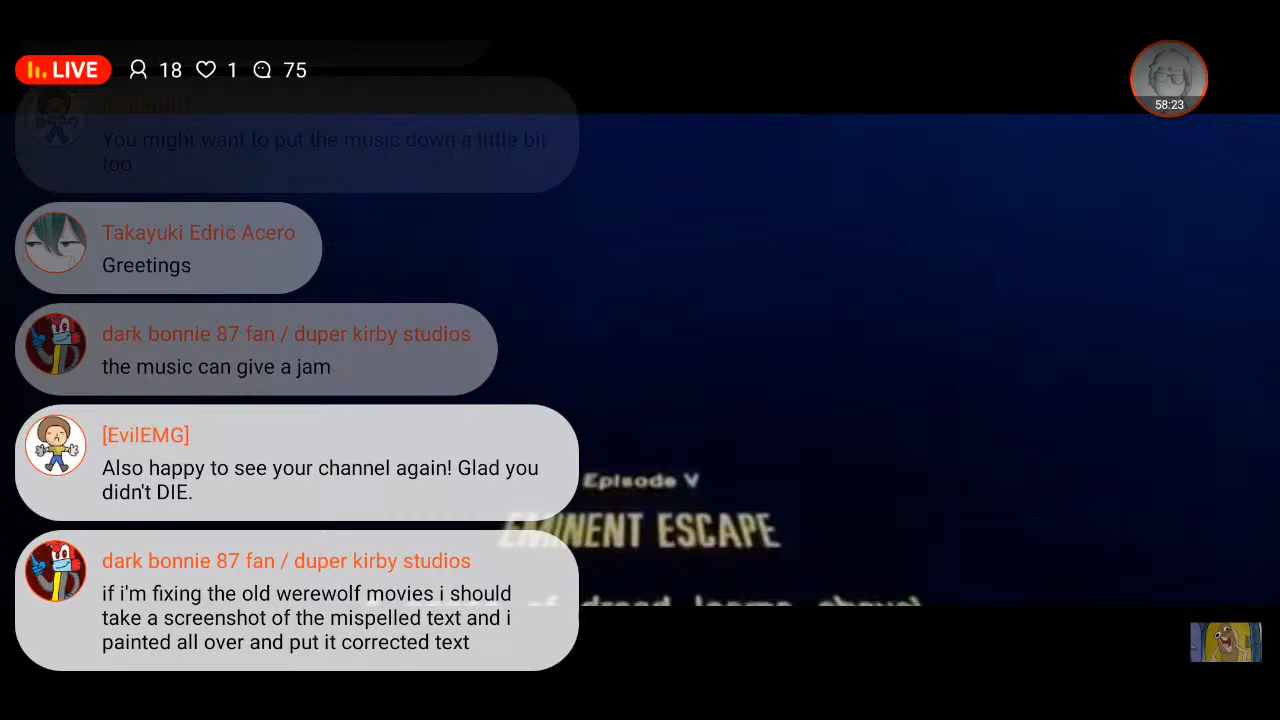 LIVE 18 1 75
58:23
You might want to put the music down a little bit
too
Takayuki Edric Acero
Greetings
dark bonnie 87 fan / duper kirby studios
the music can give a jam
[EvilEMG]
Also happy to see your channel again! Glad you
didn't DIE.
Episode V
EMINENT ESCAPE
dark bonnie 87 fan / duper kirby studios
if i'm fixing the old werewolf movies i should
take a screenshot of the mispelled text and i
painted all over and put it corrected text